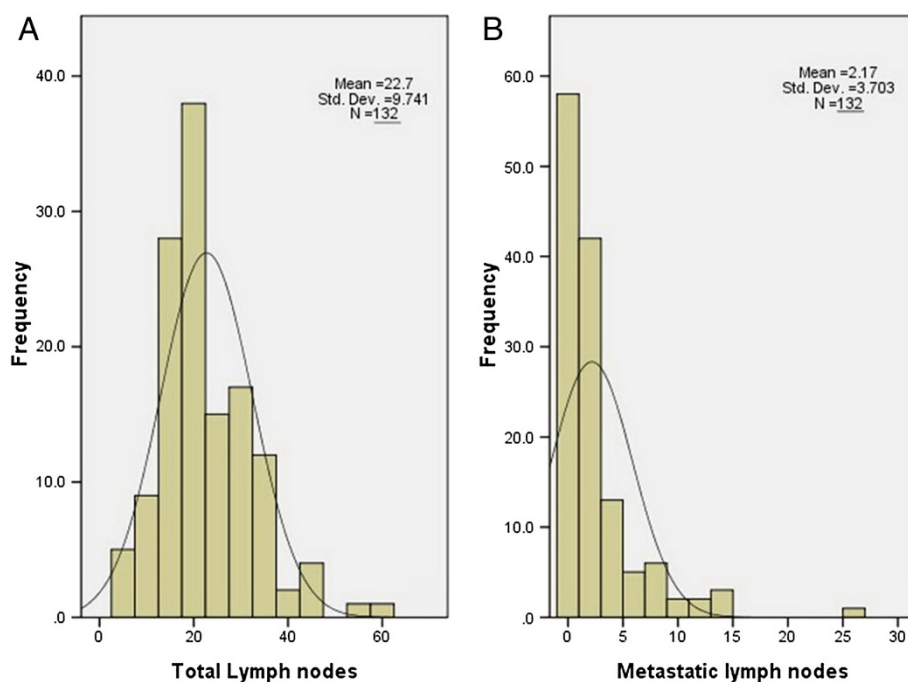 A
Mean =22.7
Std. Dev. =9.741
N =132
40.0
30.0
20.0
10.0
.0
Frequency
0 20 40 60
Total Lymph nodes
B
Mean =2.17
Std. Dev. =3.703
N =132
60.0
50.0
40.0
30.0
20.0
10.0
.0
Frequency
0 5 10 15 20 25 30
Metastatic lymph nodes